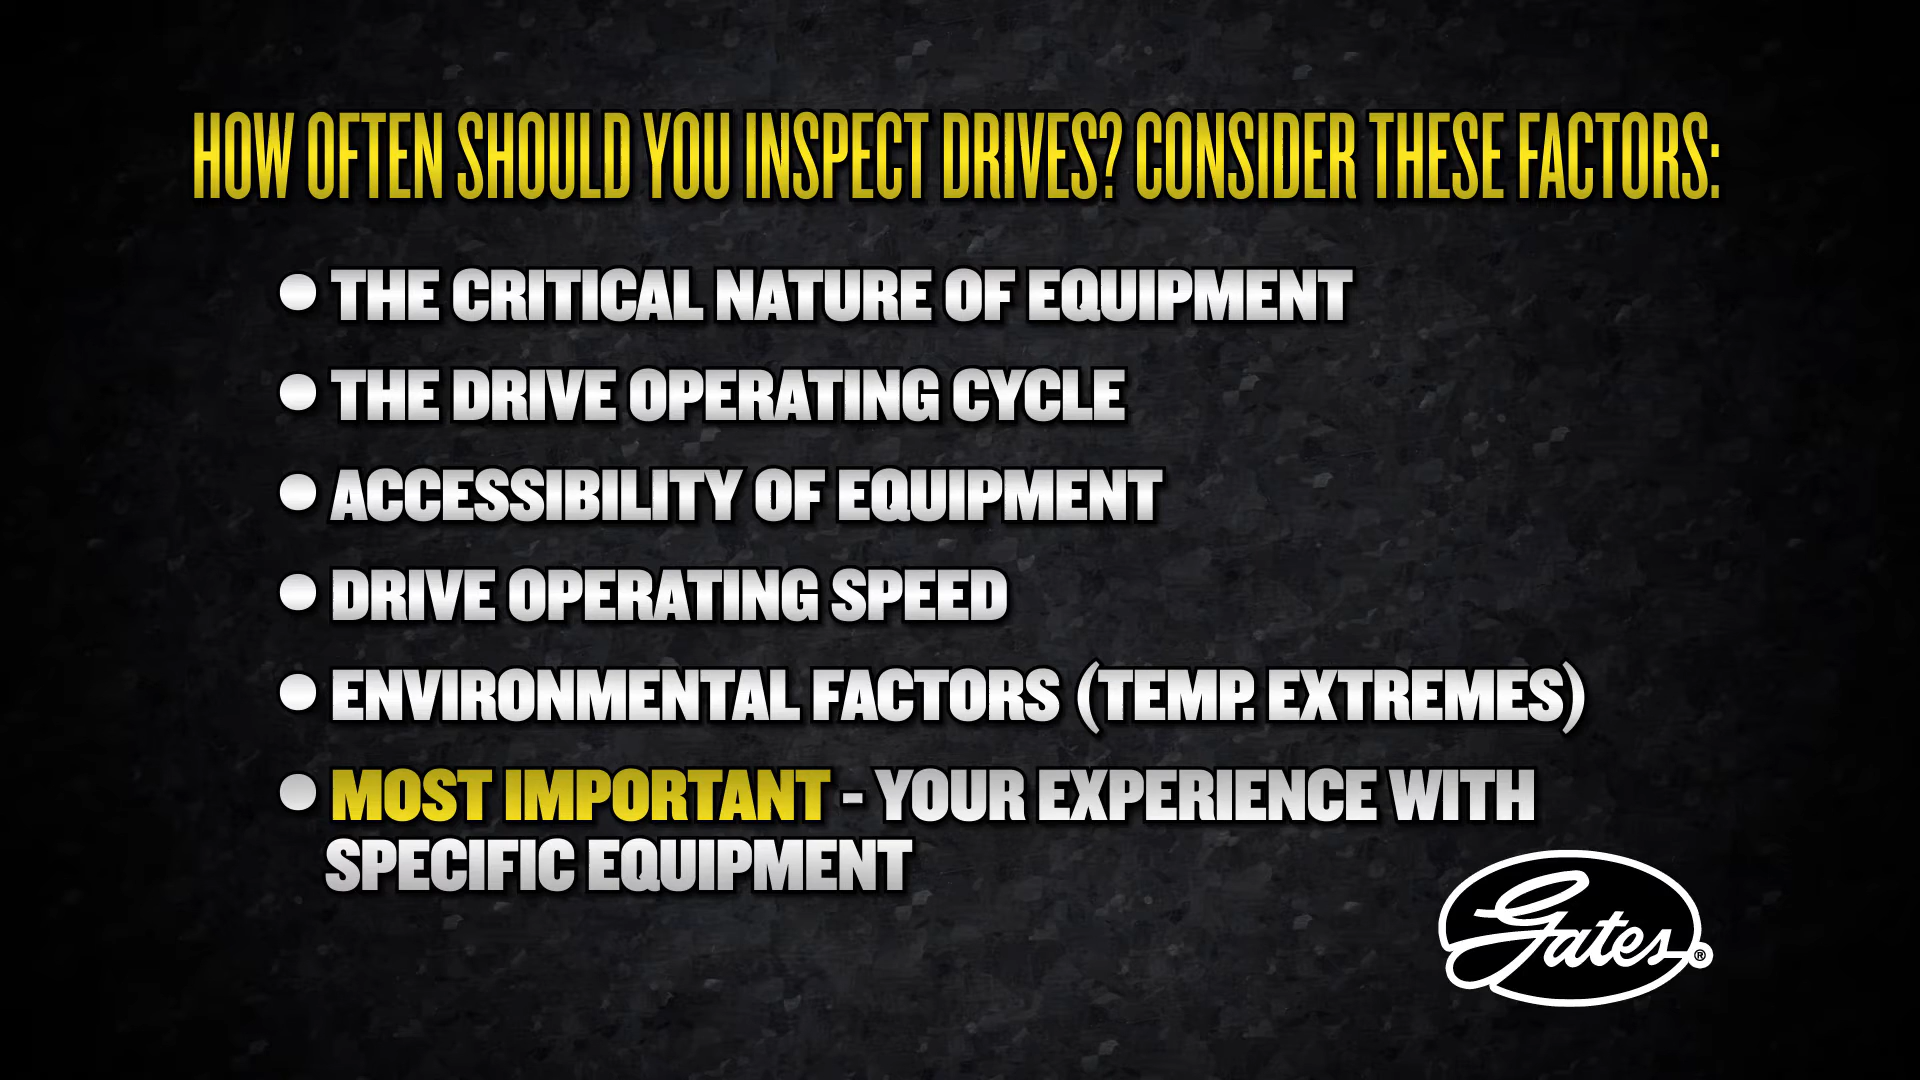 HOW OFTEN SHOULD YOU INSPECT DRIVES? CONSIDER THESE FACTORS:
● THE CRITICAL NATURE OF EQUIPMENT
● THE DRIVE OPERATING CYCLE
● ACCESSIBILITY OF EQUIPMENT
● DRIVE OPERATING SPEED
● ENVIRONMENTAL FACTORS (TEMP. EXTREMES)
● MOST IMPORTANT - YOUR EXPERIENCE WITH
SPECIFIC EQUIPMENT
Gates®